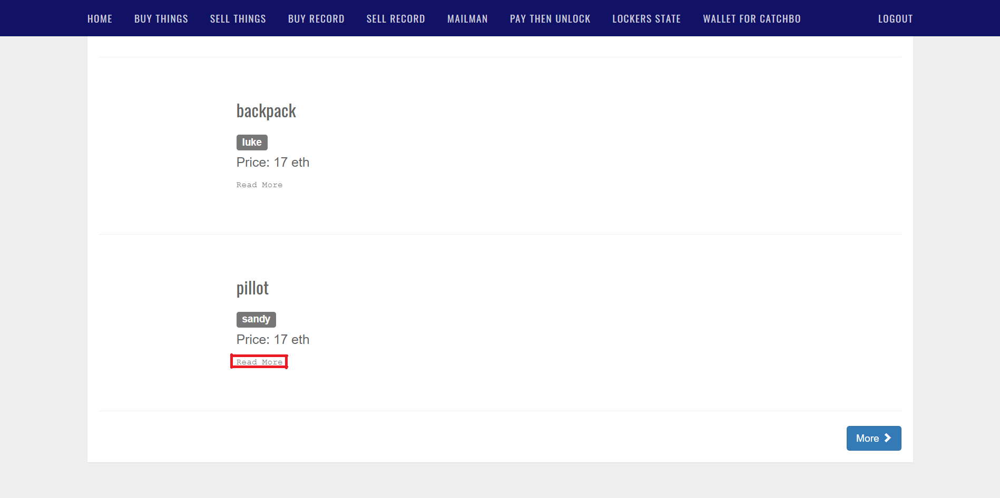 HOME BUY THINGS SELL THINGS BUY RECORD SELL RECORD MAILMAN PAY THEN UNLOCK LOCKERS STATE WALLET FOR CATCHBO LOGOUT
backpack
luke
Price: 17 eth
Read More
pillot
sandy
Price: 17 eth
Read More
More